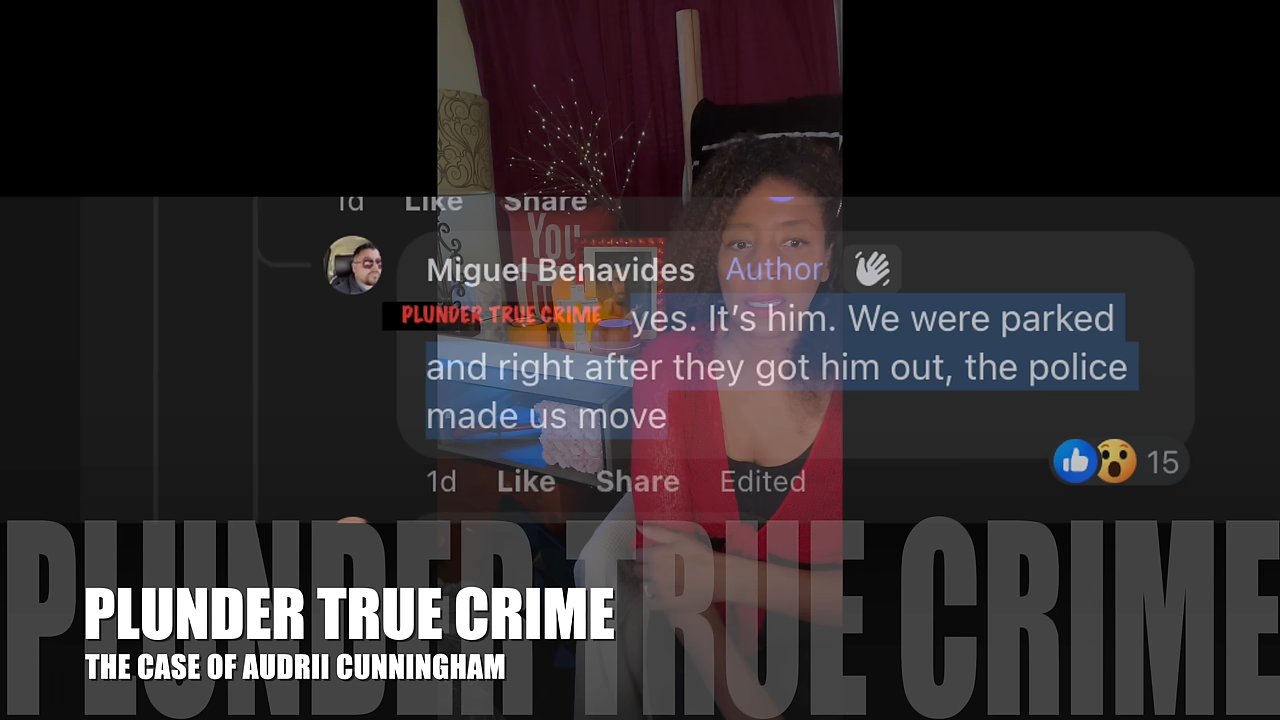 1d Like Share
You
Miguel Benavides Author
PLUNDER TRUE CRIME yes. It’s him. We were parked
and right after they got him out, the police
made us move
15
1d Like Share Edited
PLUNDER TRUE CRIME
PLUNDER TRUE CRIME
THE CASE OF AUDRII CUNNINGHAM